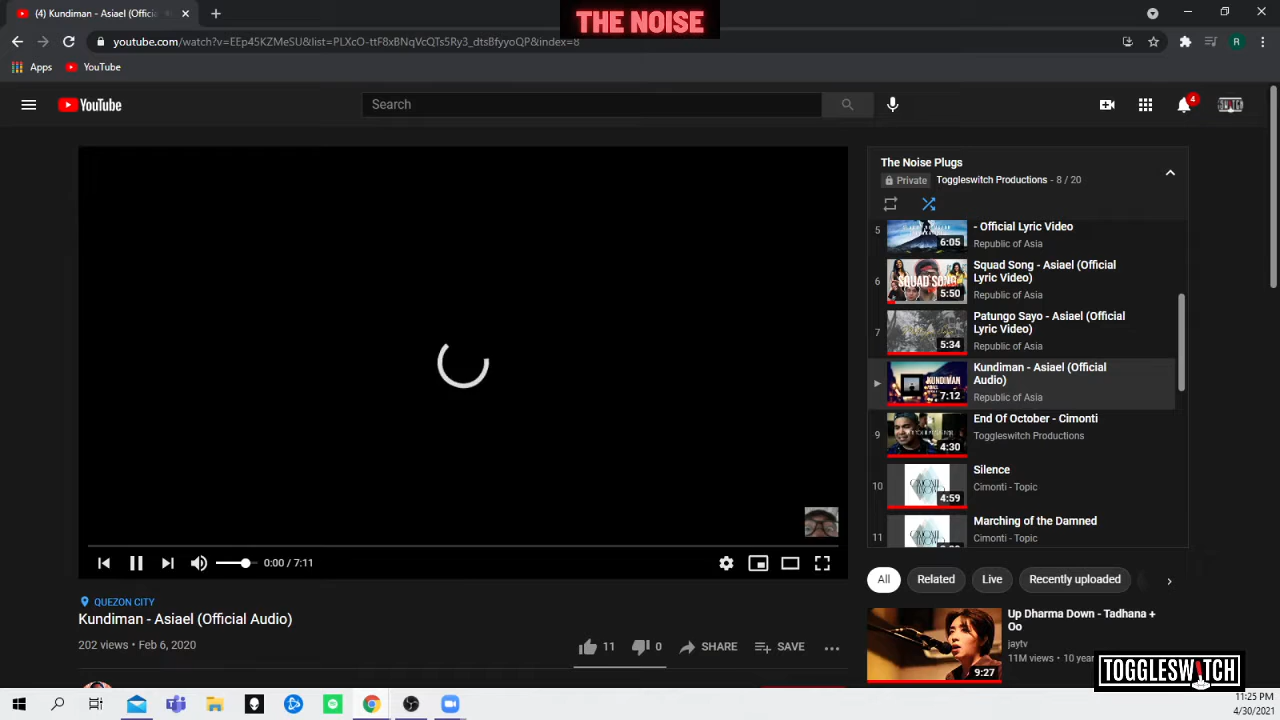 (4) Kundiman - Asiael (Offici
THE NOISE
youtube.com/watch?v=EEp45KZMeSU&list=PLXcO-ttF8xBNqVcQTs5Ry3_dtsBfyyoQP&index=8
R
Apps
YouTube
YouTube
Search
4
The Noise Plugs
Private
Toggleswitch Productions - 8 / 20
5
- Official Lyric Video
6:05
Republic of Asia
6
SQUAD SONG
5:50
Squad Song - Asiael (Official
Lyric Video)
Republic of Asia
7
5:34
Patungo Sayo - Asiael (Official
Lyric Video)
Republic of Asia
KUNDIMAN
7:12
Kundiman - Asiael (Official
Audio)
Republic of Asia
9
4:30
End Of October - Cimonti
Toggleswitch Productions
10
4:59
Silence
Cimonti - Topic
11
Marching of the Damned
Cimonti - Topic
0:00 / 7:11
All
Related
Live
Recently uploaded
QUEZON CITY
Kundiman - Asiael (Official Audio)
202 views • Feb 6, 2020
11
0
SHARE
SAVE
9:27
Up Dharma Down - Tadhana +
Oo
jaytv
11M views • 10 year
TOGGLESWITCH
11:25 PM
4/30/2021